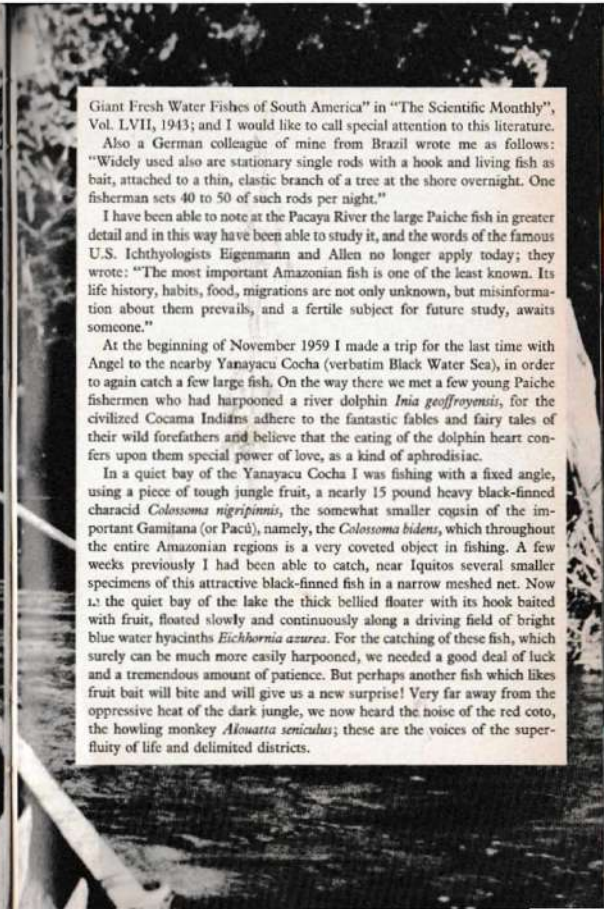 Giant Fresh Water Fishes of South America” in “The Scientific Monthly”,
Vol. LVII, 1943; and I would like to call special attention to this literature.
Also a German colleague of mine from Brazil wrote me as follows:
“Widely used also are stationary single rods with a hook and living fish as
bait, attached to a thin, elastic branch of a tree at the shore overnight. One
fisherman sets 40 to 50 of such rods per night.”
I have been able to note at the Pacaya River the large Paiche fish in greater
detail and in this way have been able to study it, and the words of the famous
U.S. Ichthyologists Eigenmann and Allen no longer apply today; they
wrote: “The most important Amazonian fish is one of the least known. Its
life history, habits, food, migrations are not only unknown, but misinforma-
tion about them prevails, and a fertile subject for future study, awaits
someone.”
At the beginning of November 1959 I made a trip for the last time with
Angel to the nearby Yanayacu Cocha (verbatim Black Water Sea), in order
to again catch a few large fish. On the way there we met a few young Paiche
fishermen who had harpooned a river dolphin Inia geoffroyensis, for the
civilized Cocama Indians adhere to the fantastic fables and fairy tales of
their wild forefathers and believe that the eating of the dolphin heart con-
fers upon them special power of love, as a kind of aphrodisiac.
In a quiet bay of the Yanayacu Cocha I was fishing with a fixed angle,
using a piece of tough jungle fruit, a nearly 15 pound heavy black-finned
characid Colossoma nigripinnis, the somewhat smaller cousin of the im-
portant Gamitana (or Pacú), namely, the Colossoma bidens, which throughout
the entire Amazonian regions is a very coveted object in fishing. A few
weeks previously I had been able to catch, near Iquitos several smaller
specimens of this attractive black-finned fish in a narrow meshed net. Now
the quiet bay of the lake the thick bellied floater with its hook baited
with fruit, floated slowly and continuously along a driving field of bright
blue water hyacinths Eichhornia azurea. For the catching of these fish, which
surely can be much more easily harpooned, we needed a good deal of luck
and a tremendous amount of patience. But perhaps another fish which likes
fruit bait will bite and will give us a new surprise! Very far away from the
oppressive heat of the dark jungle, we now heard the noise of the red coto,
the howling monkey Alouatta seniculus; these are the voices of the super-
fluity of life and delimited districts.